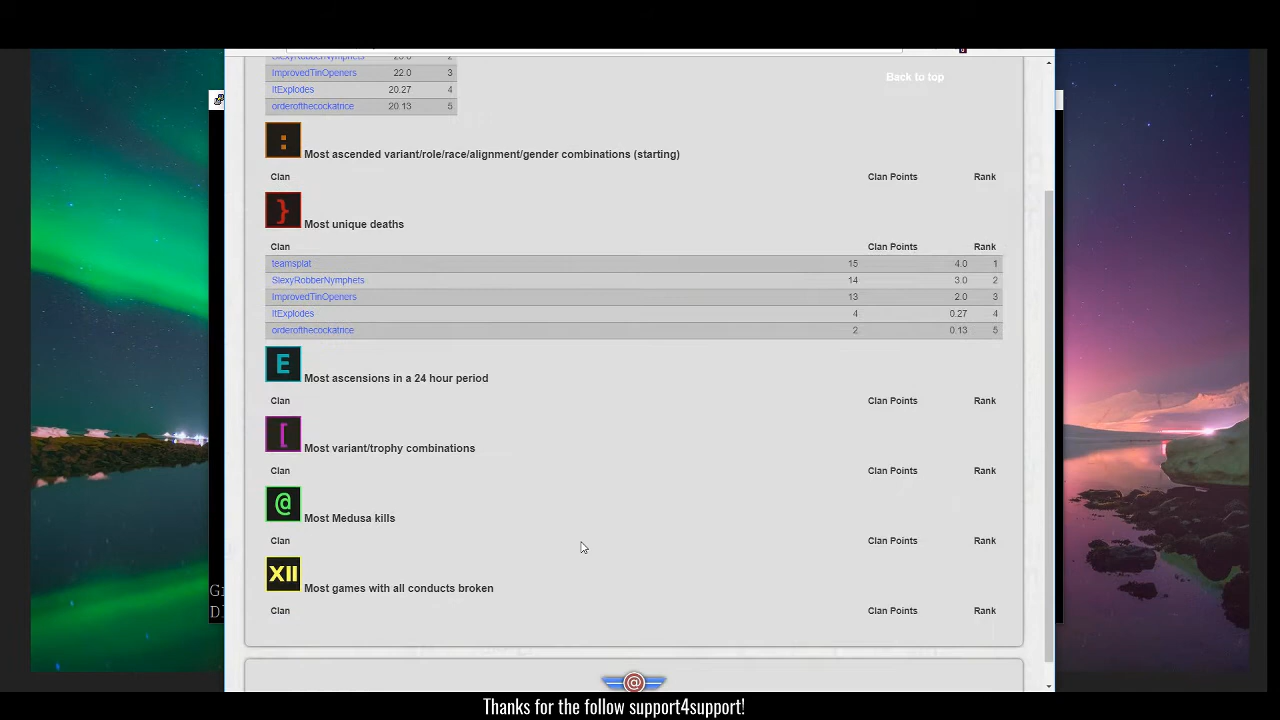 ImprovedTinOpeners 22.0 3
ItExplodes 20.27 4
orderofthecockatrice 20.13 5
Back to top
:
Most ascended variant/role/race/alignment/gender combinations (starting)
Clan Clan Points Rank
}
Most unique deaths
Clan Clan Points Rank
teamsplat 15 4.0 1
SlexyRobberNymphets 14 3.0 2
ImprovedTinOpeners 13 2.0 3
ItExplodes 4 0.27 4
orderofthecockatrice 2 0.13 5
E
Most ascensions in a 24 hour period
Clan Clan Points Rank
[
Most variant/trophy combinations
Clan Clan Points Rank
@
Most Medusa kills
Clan Clan Points Rank
XII
Most games with all conducts broken
Clan Clan Points Rank
@
Thanks for the follow support4support!